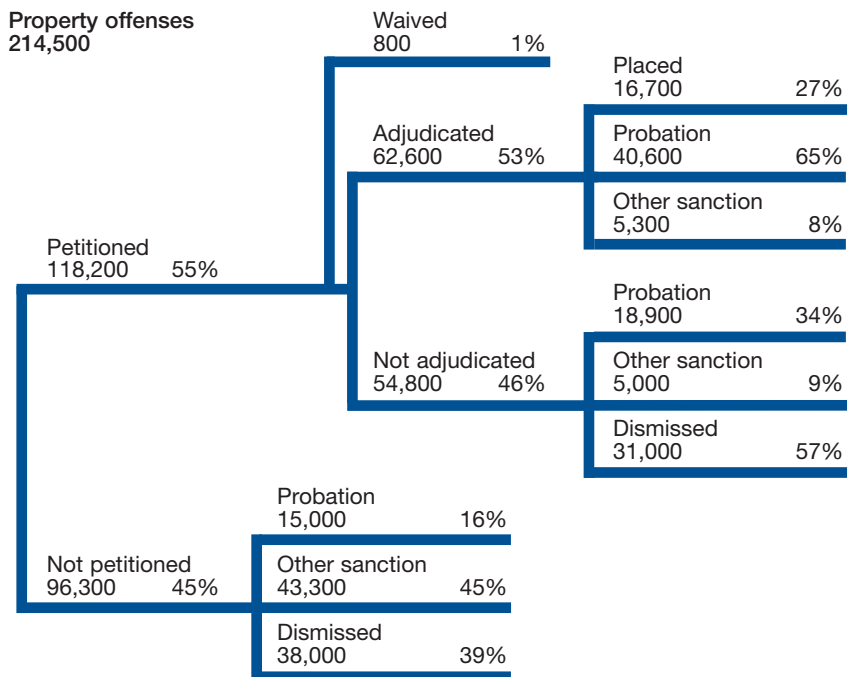 Property offenses
214,500
Waived
800 1%
Placed
16,700 27%
Adjudicated
62,600 53%
Probation
40,600 65%
Other sanction
5,300 8%
Petitioned
118,200 55%
Probation
18,900 34%
Not adjudicated
54,800 46%
Other sanction
5,000 9%
Dismissed
31,000 57%
Probation
15,000 16%
Not petitioned
96,300 45%
Other sanction
43,300 45%
Dismissed
38,000 39%